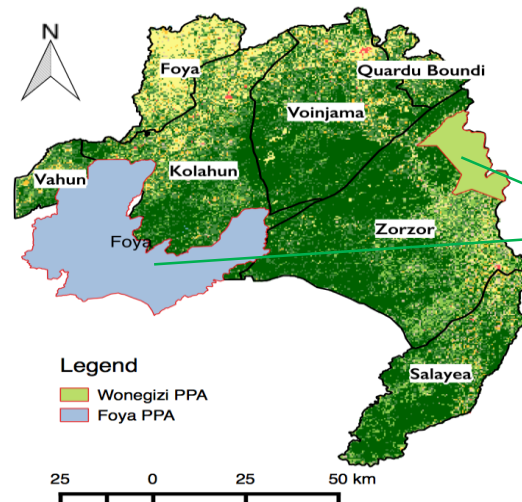 N
Foya
Quardu Boundi
Voinjama
Vahun
Kolahun
Foya
Zorzor
Salayea
Legend
Wonegizi PPA
Foya PPA
25 0 25 50 km